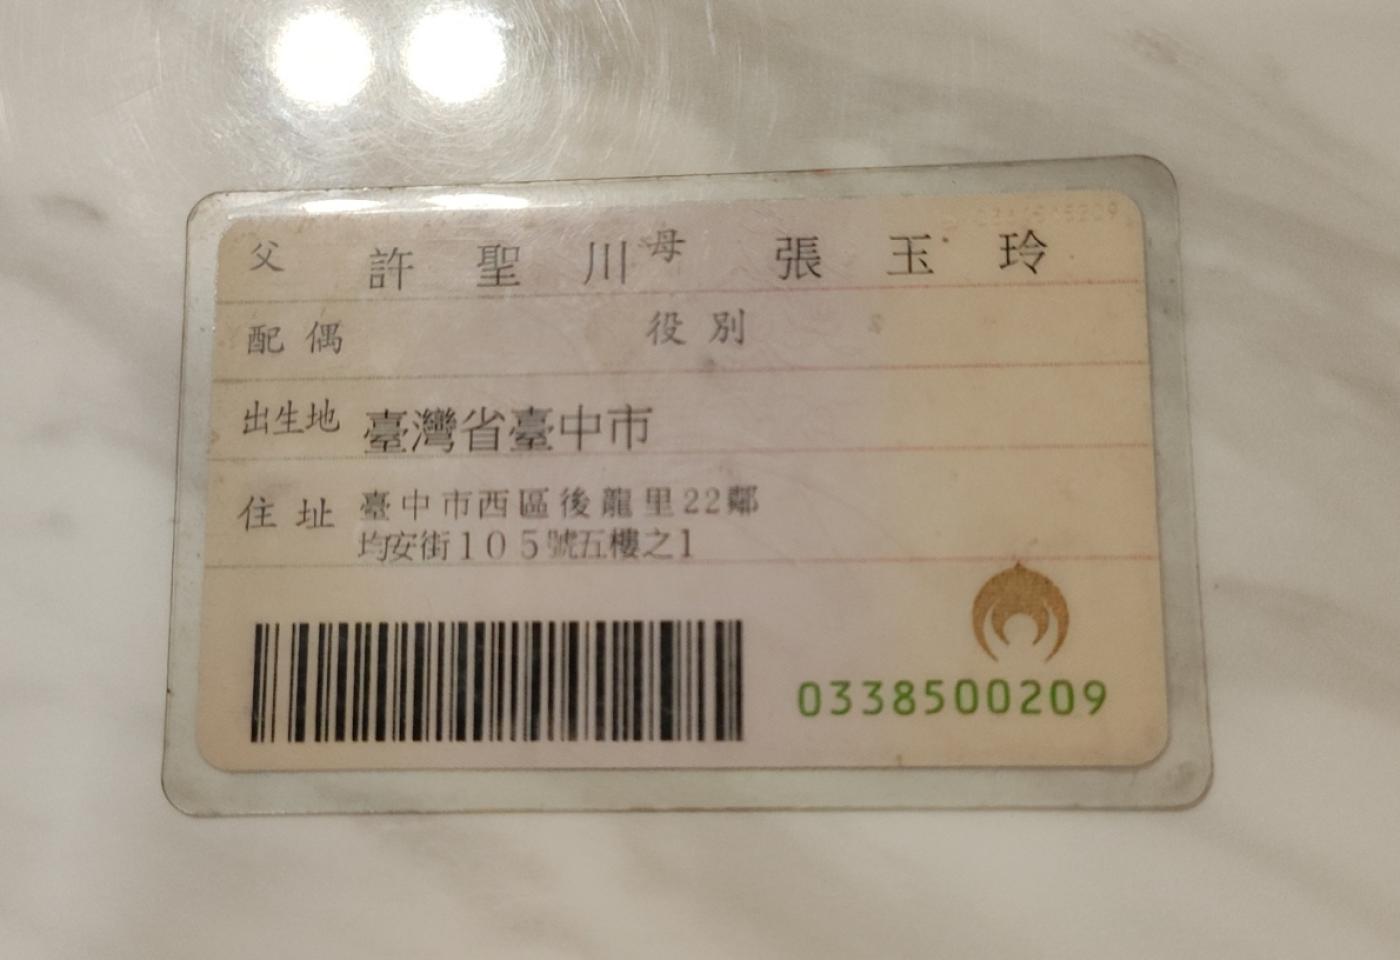 父 許聖川 母 張玉玲
配偶 役別
出生地 臺灣省臺中市
住址 臺中市西區後龍里22鄰
均安街105號五樓之1
0338500209